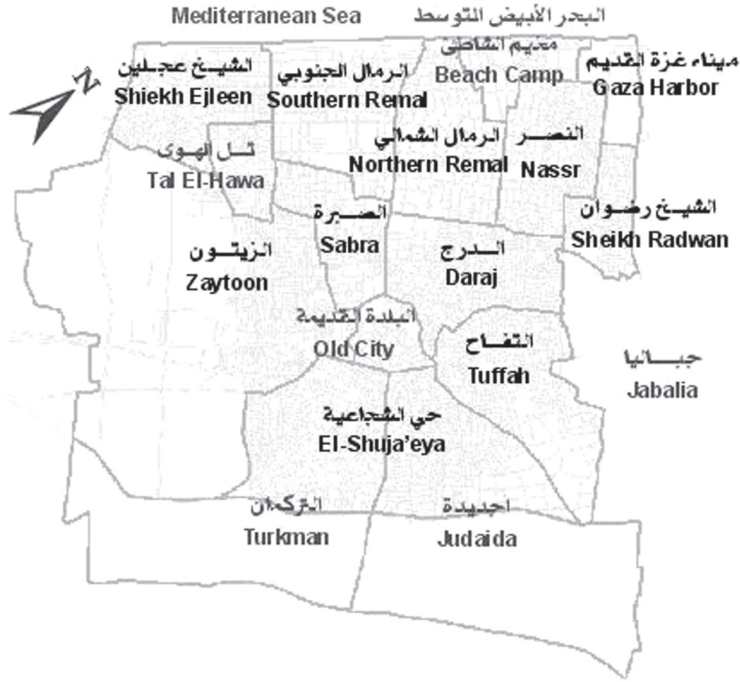 Mediterranean Sea
البحر الأبيض المتوسط
N
الشيخ عجلين
Shiekh Ejleen
الرمال الجنوبي
Southern Remal
مخيم الشاطئ
Beach Camp
ميناء غزة القديم
Gaza Harbor
تل الهوى
Tal El-Hawa
الرمال الشمالي
Northern Remal
النصر
Nassr
الشيخ رضوان
Sheikh Radwan
الزيتون
Zaytoon
الصبرة
Sabra
الدرج
Daraj
البلدة القديمة
Old City
التفاح
Tuffah
جباليا
Jabalia
حي الشجاعية
El-Shuja'eya
التركمان
Turkman
اجديدة
Judaida